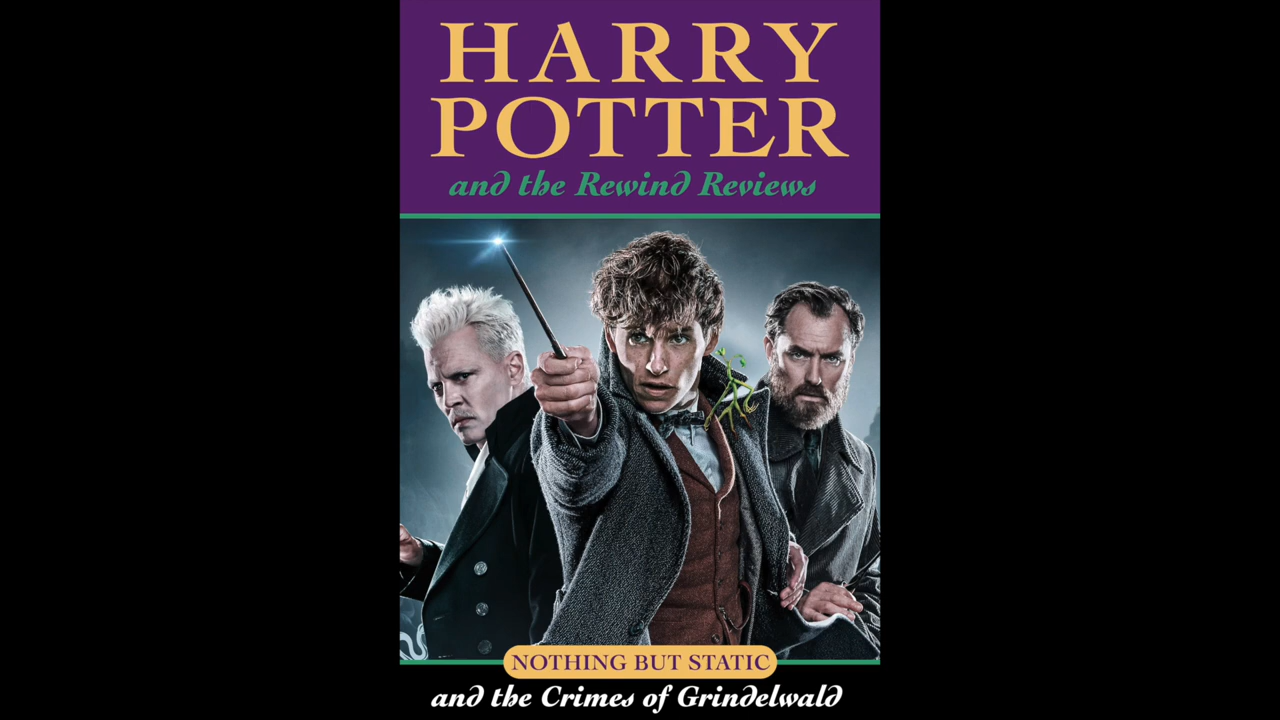 HARRY
POTTER
and the Rewind Reviews
NOTHING BUT STATIC
and the Crimes of Grindelwald